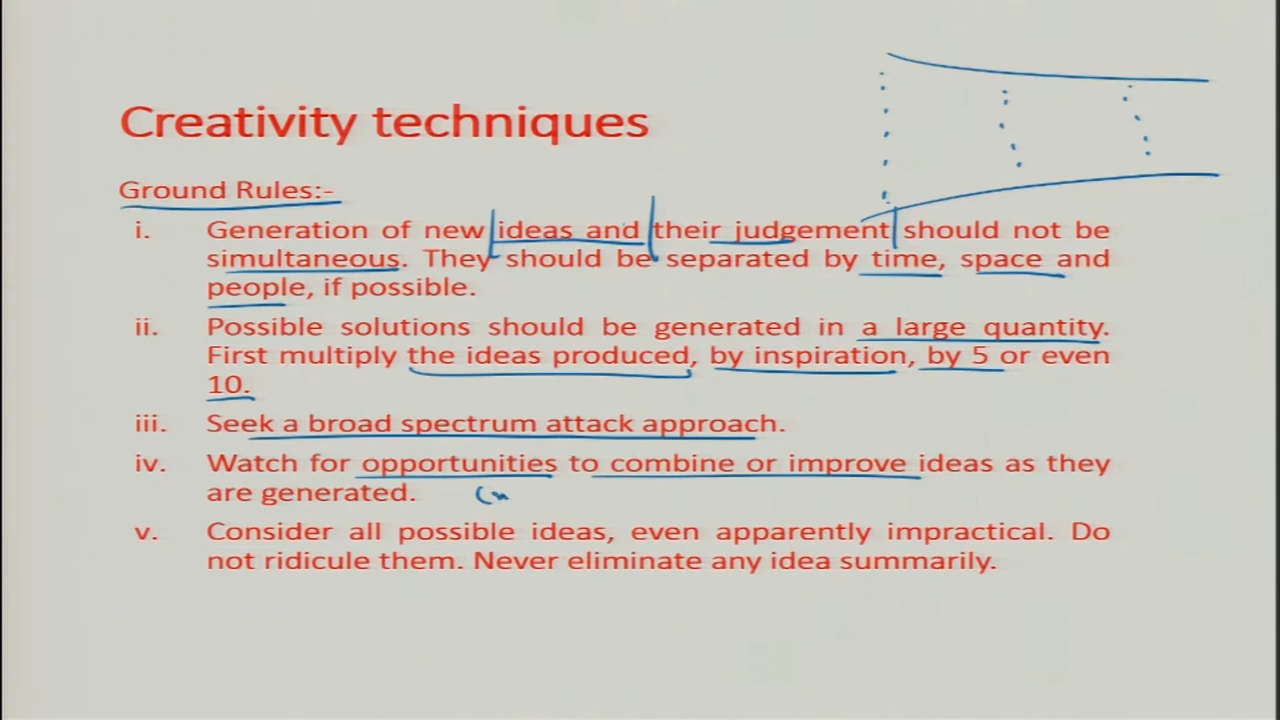 Creativity techniques
Ground Rules:-
i. Generation of new ideas and their judgement should not be
simultaneous. They should be separated by time, space and
people, if possible.
ii. Possible solutions should be generated in a large quantity.
First multiply the ideas produced, by inspiration, by 5 or even
10.
iii. Seek a broad spectrum attack approach.
iv. Watch for opportunities to combine or improve ideas as they
are generated.
v. Consider all possible ideas, even apparently impractical. Do
not ridicule them. Never eliminate any idea summarily.